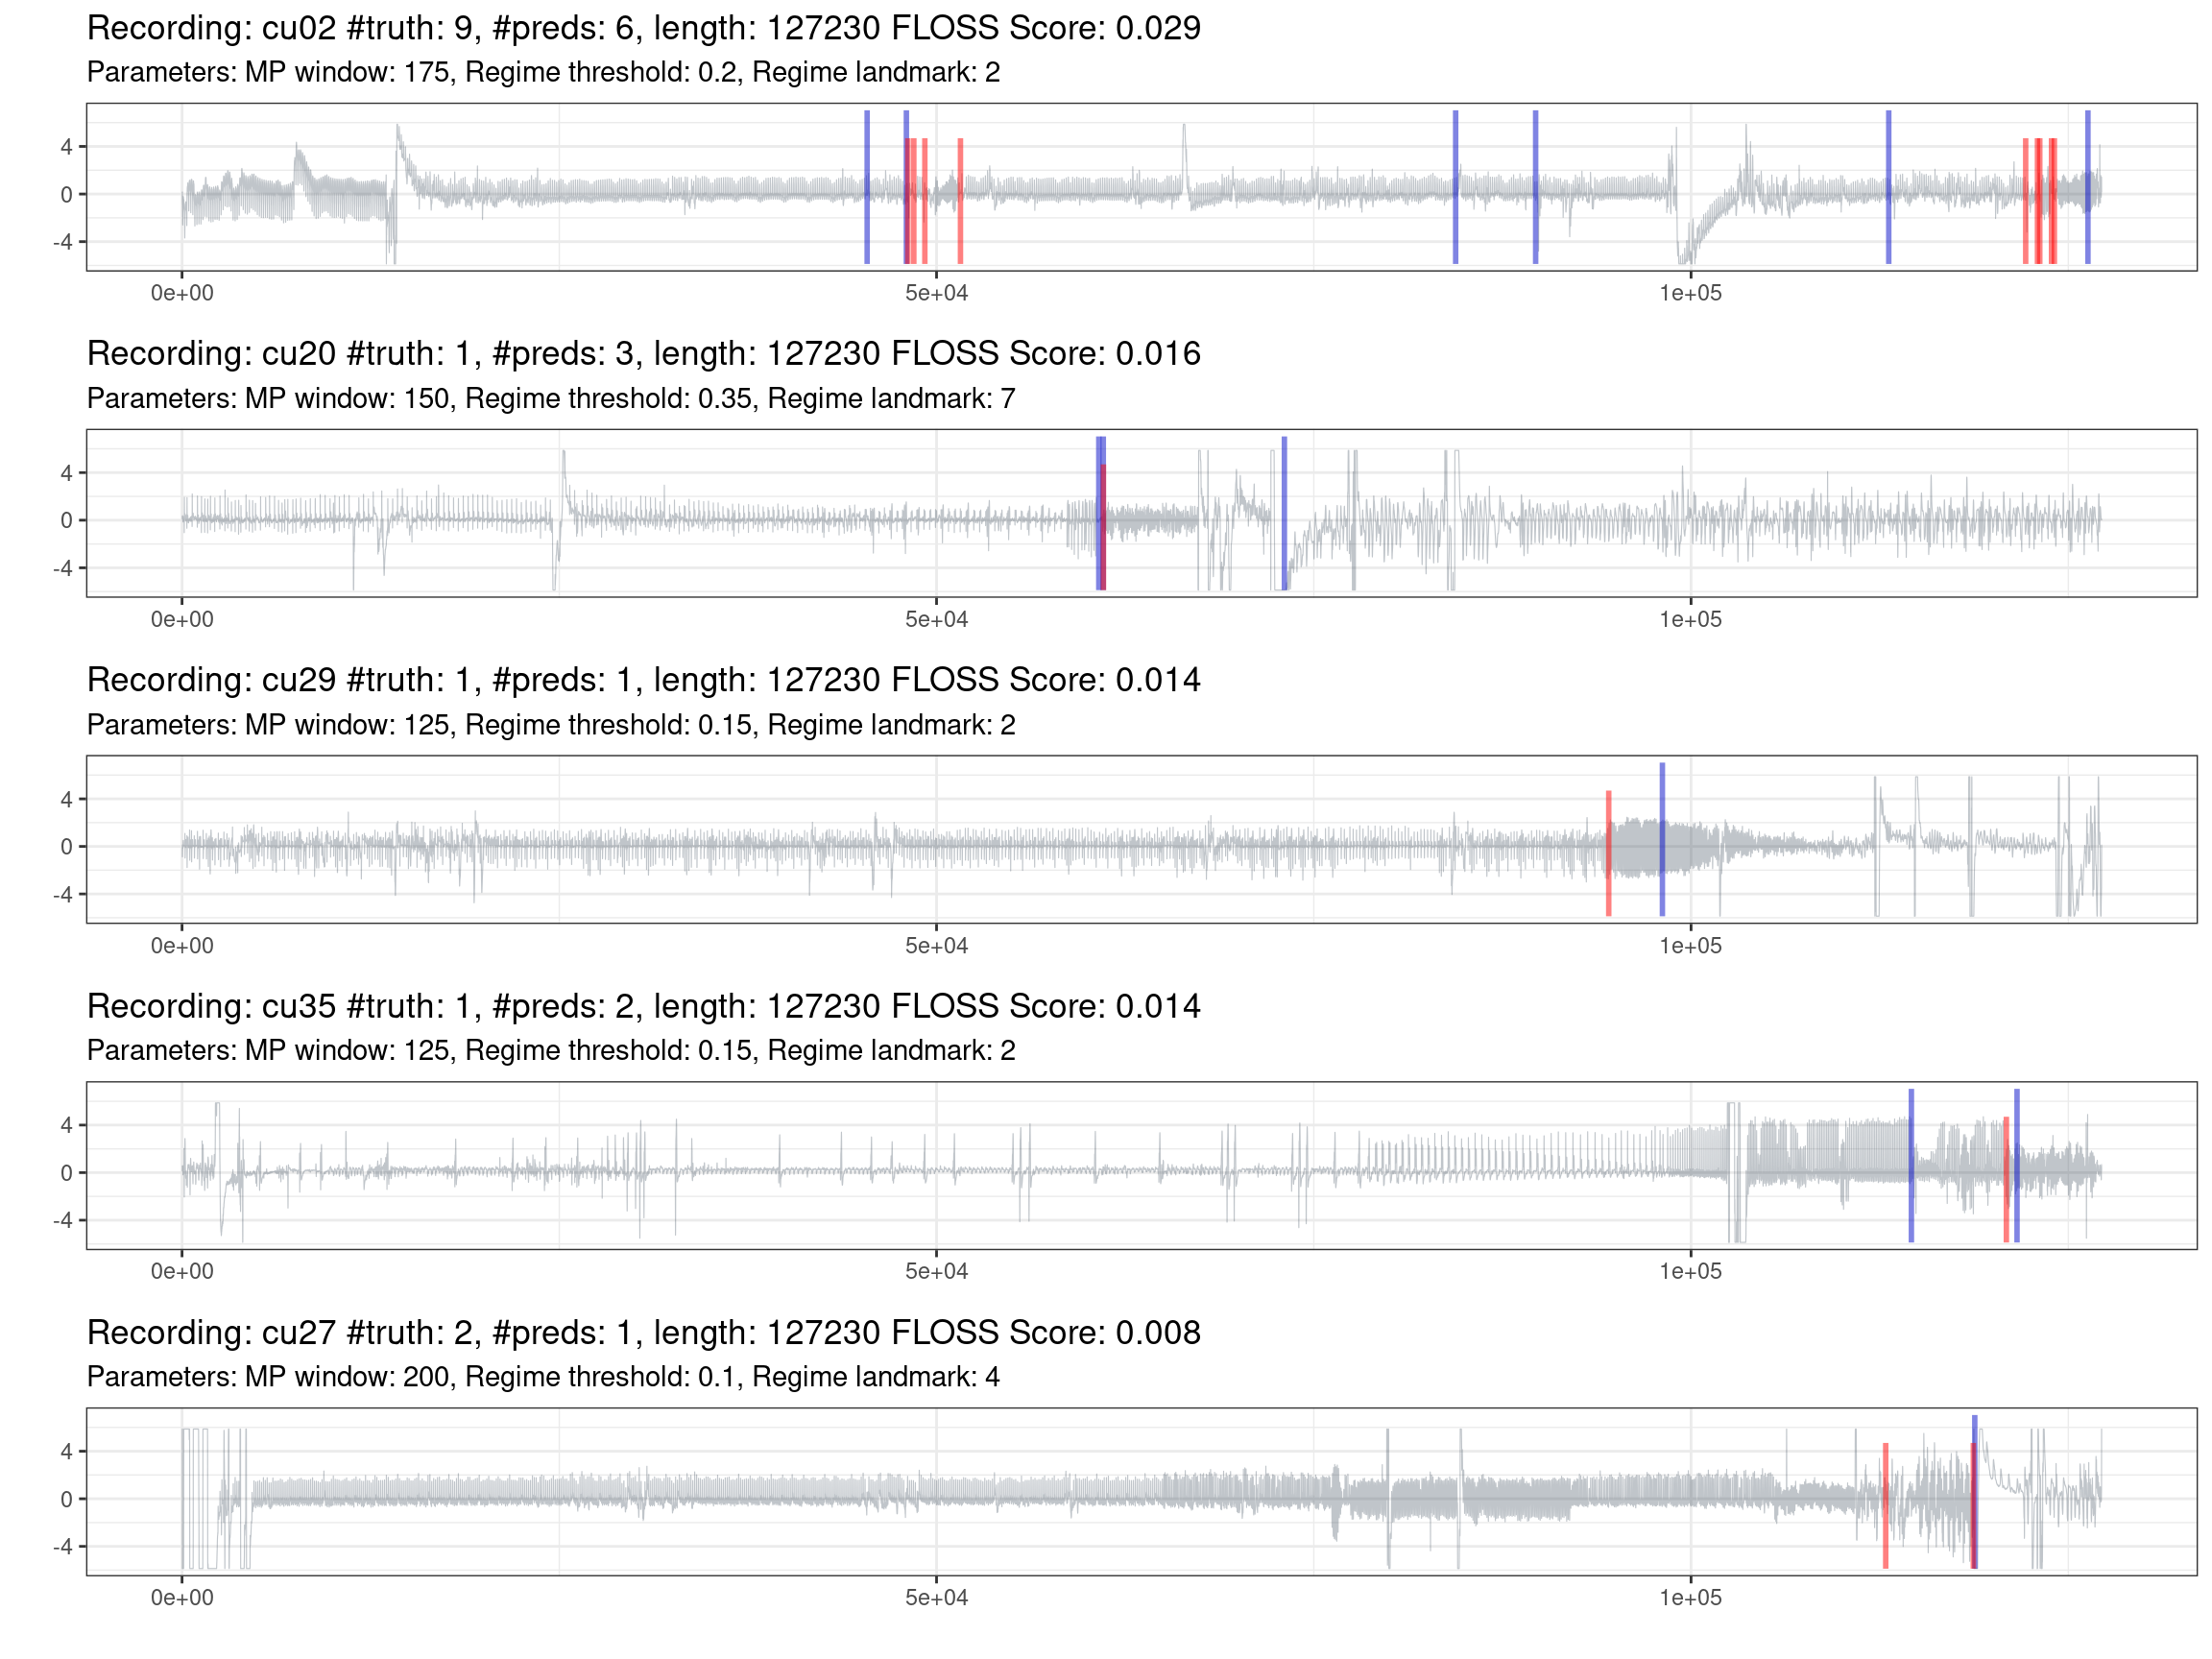 Recording: cu02 #truth: 9, #preds: 6, length: 127230 FLOSS Score: 0.029
Parameters: MP window: 175, Regime threshold: 0.2, Regime landmark: 2
4
0
-4
0e+00 5e+04 1e+05
Recording: cu20 #truth: 1, #preds: 3, length: 127230 FLOSS Score: 0.016
Parameters: MP window: 150, Regime threshold: 0.35, Regime landmark: 7
4
0
-4
0e+00 5e+04 1e+05
Recording: cu29 #truth: 1, #preds: 1, length: 127230 FLOSS Score: 0.014
Parameters: MP window: 125, Regime threshold: 0.15, Regime landmark: 2
4
0
-4
0e+00 5e+04 1e+05
Recording: cu35 #truth: 1, #preds: 2, length: 127230 FLOSS Score: 0.014
Parameters: MP window: 125, Regime threshold: 0.15, Regime landmark: 2
4
0
-4
0e+00 5e+04 1e+05
Recording: cu27 #truth: 2, #preds: 1, length: 127230 FLOSS Score: 0.008
Parameters: MP window: 200, Regime threshold: 0.1, Regime landmark: 4
4
0
-4
0e+00 5e+04 1e+05